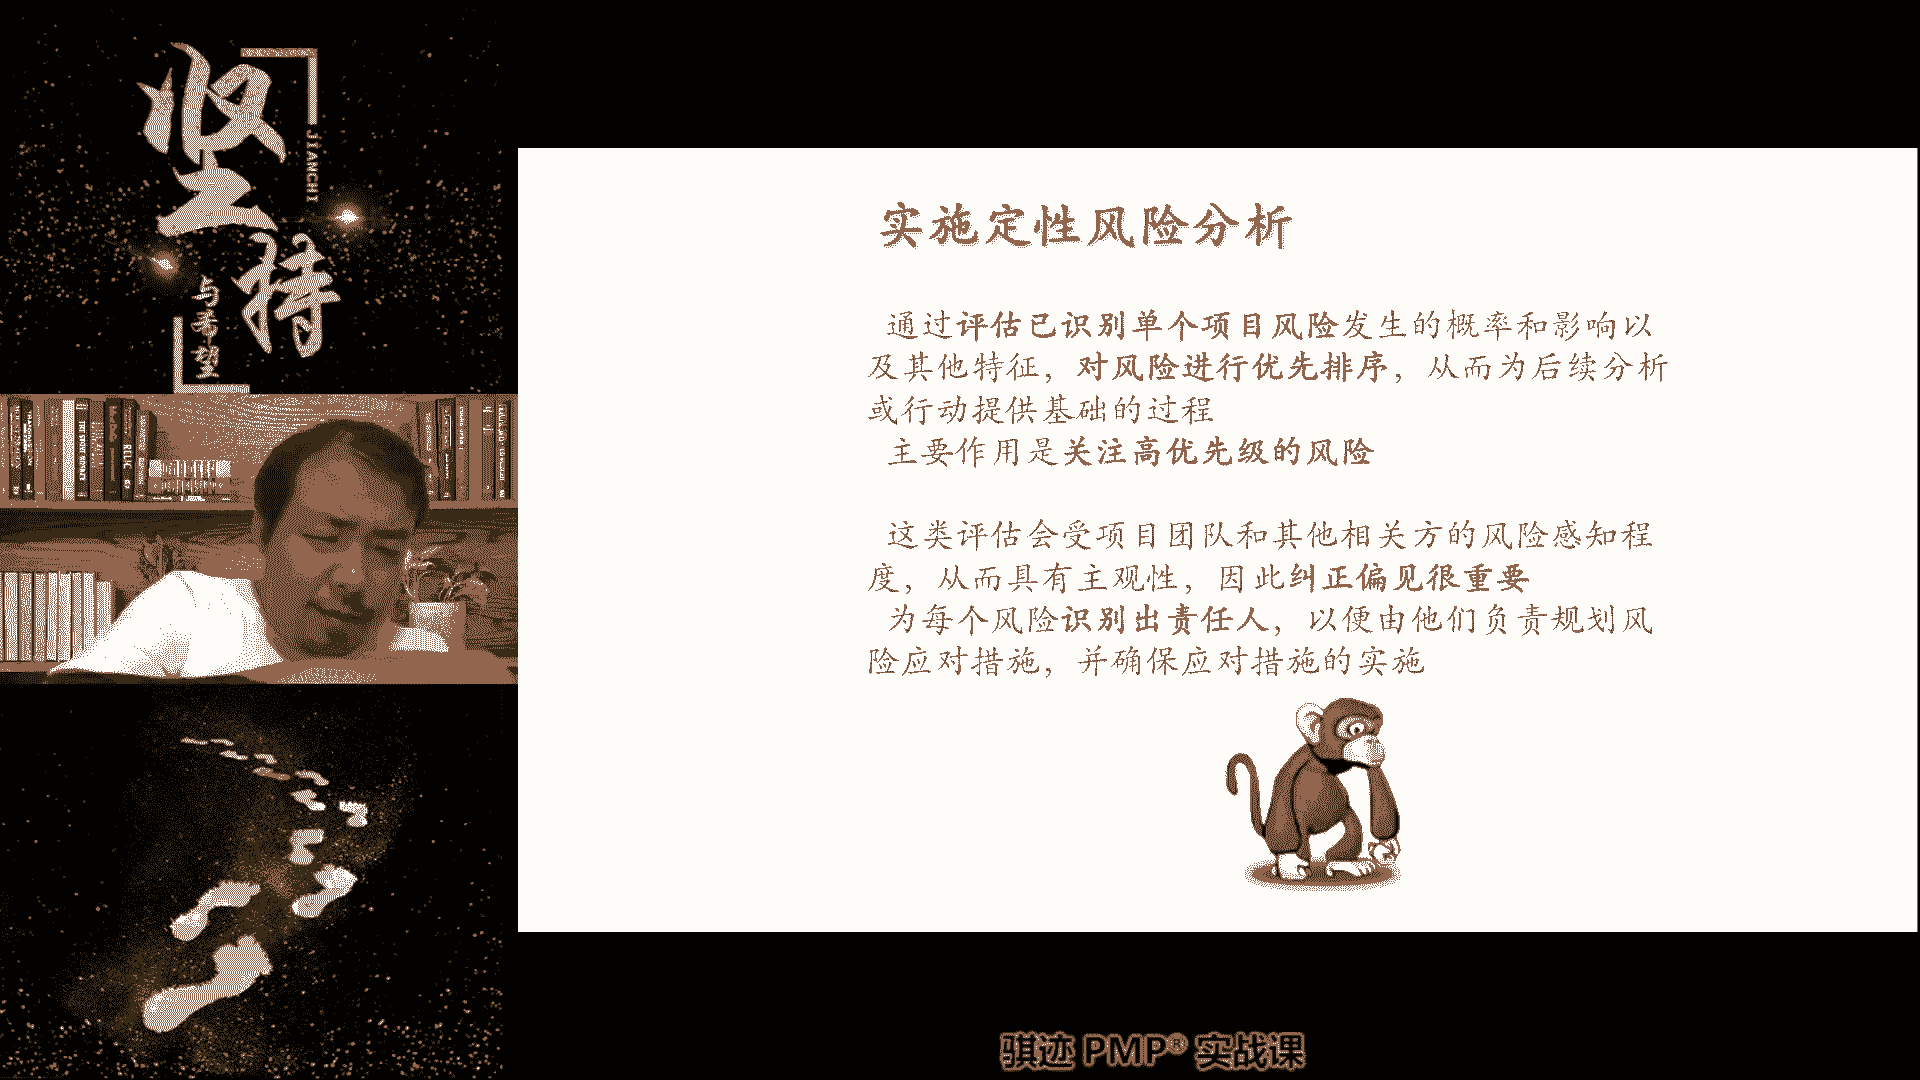 坚持
JIANCHI
与希望
实施定性风险分析
通过评估已识别单个项目风险发生的概率和影响以
及其他特征，对风险进行优先排序，从而为后续分析
或行动提供基础的过程
主要作用是关注高优先级的风险
这类评估会受项目团队和其他相关方的风险感知程
度，从而具有主观性，因此纠正偏见很重要
为每个风险识别出责任人，以便由他们负责规划风
险应对措施，并确保应对措施的实施
骐迹 PMP® 实战课